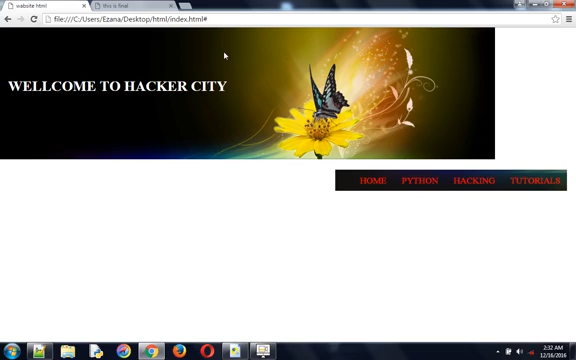 website html
this is final
file:///C:/Users/Ezana/Desktop/html/index.html#
WELLCOME TO HACKER CITY
HOME PYTHON HACKING TUTORIALS
2:32 AM
12/16/2016